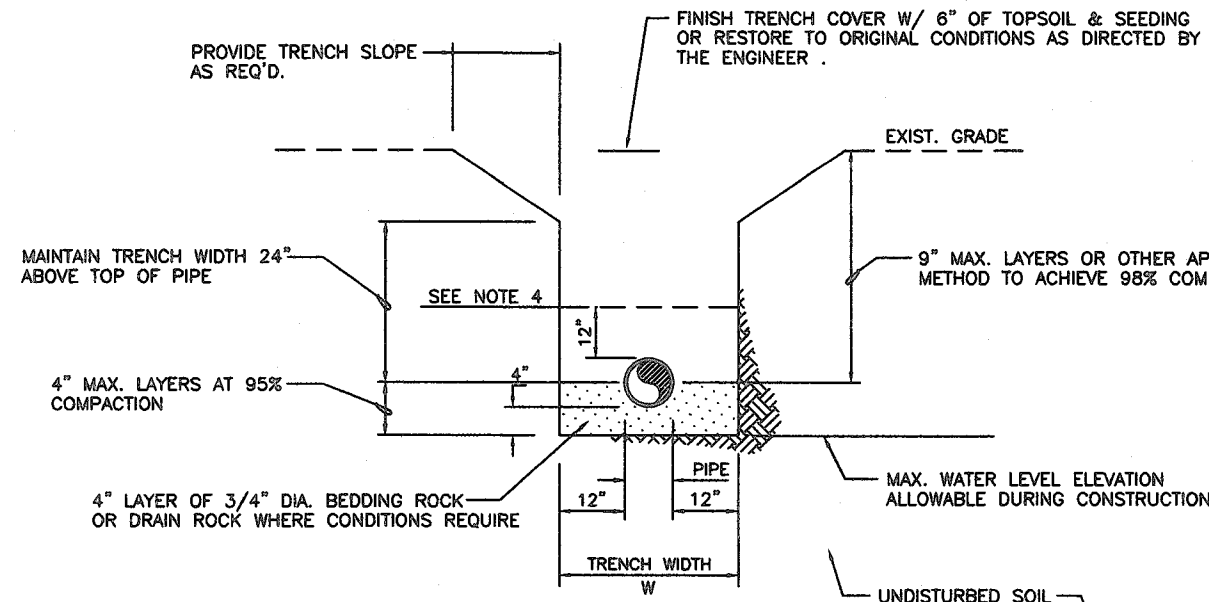 FINISH TRENCH COVER W/ 6" OF TOPSOIL & SEEDING
OR RESTORE TO ORIGINAL CONDITIONS AS DIRECTED BY
THE ENGINEER .
PROVIDE TRENCH SLOPE
AS REQ'D.
EXIST. GRADE
MAINTAIN TRENCH WIDTH 24"
ABOVE TOP OF PIPE
9" MAX. LAYERS OR OTHER AP
METHOD TO ACHIEVE 98% COM
SEE NOTE 4
12"
4"
4" MAX. LAYERS AT 95%
COMPACTION
PIPE
MAX. WATER LEVEL ELEVATION
ALLOWABLE DURING CONSTRUCTION
4" LAYER OF 3/4" DIA. BEDDING ROCK
OR DRAIN ROCK WHERE CONDITIONS REQUIRE
12" 12"
TRENCH WIDTH
W
UNDISTURBED SOIL